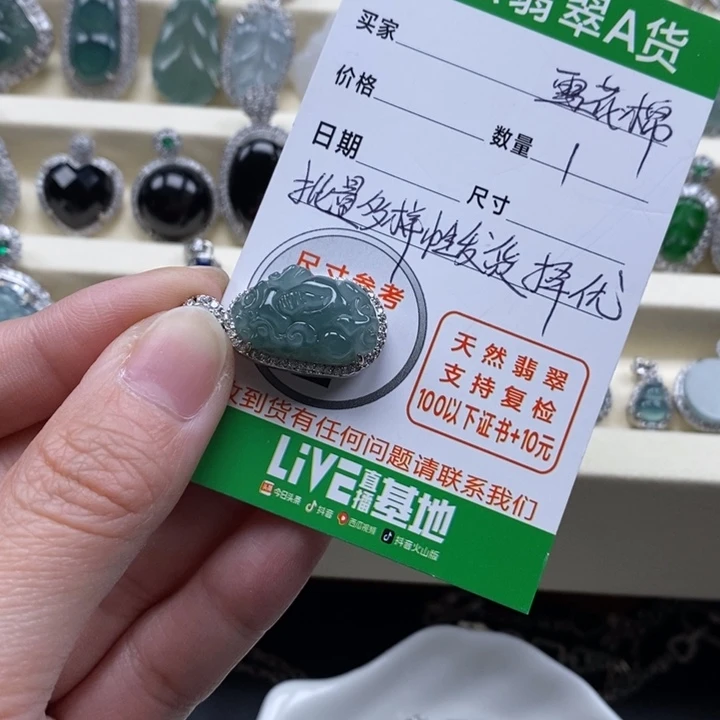 翡翠A货
买家
雪花棉
价格
数量 1
日期
尺寸
批量多样性发货择优
尺寸参考
天然翡翠
支持复检
100以下证书+10元
收到货有任何问题请联系我们
LiVE直播基地
今日头条 抖音 西瓜视频 抖音火山版